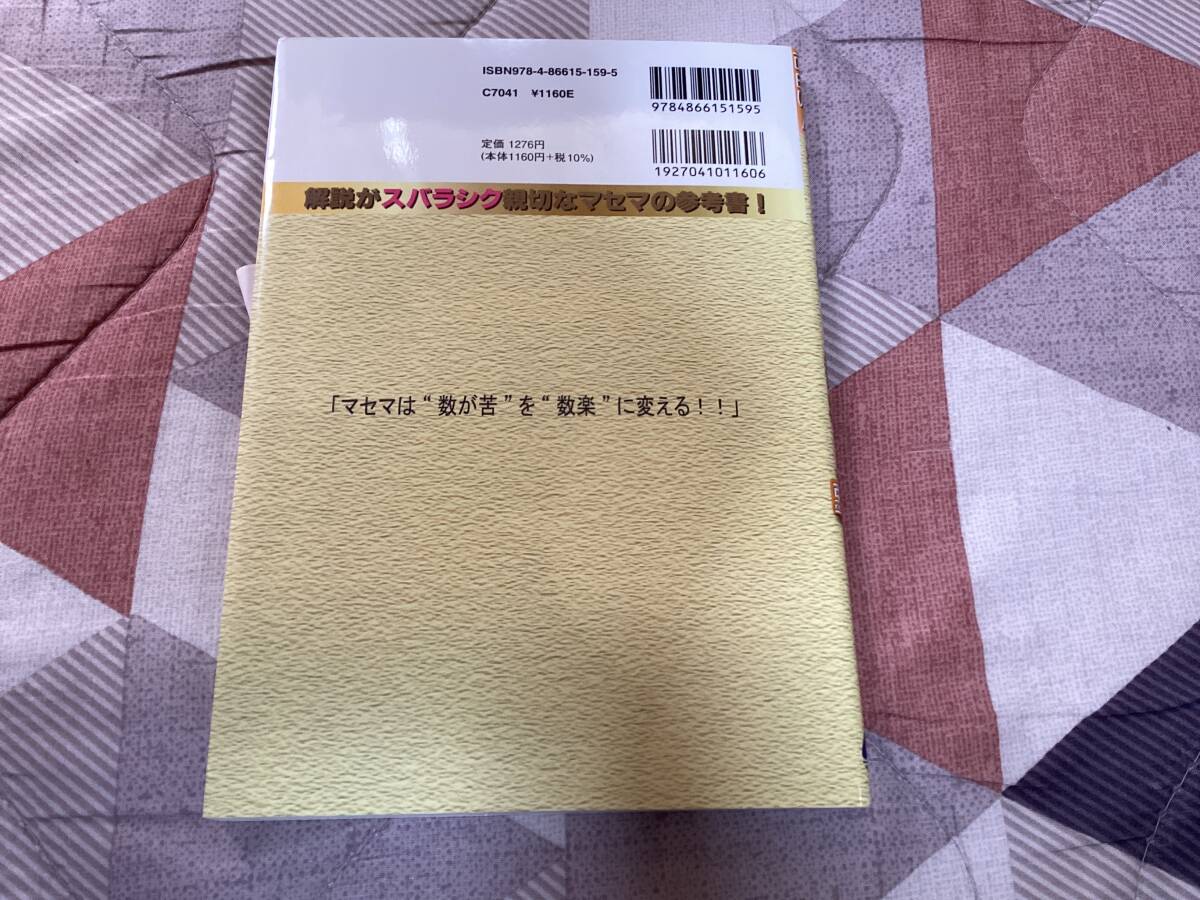 ISBN978-4-86615-159-5
C7041 ¥1160E
9784866151595
定価 1276円
(本体1160円+税10%)
1927041011606
解説がスバラシク親切なマセマの参考書！
「マセマは“数が苦”を“数楽”に変える！！」